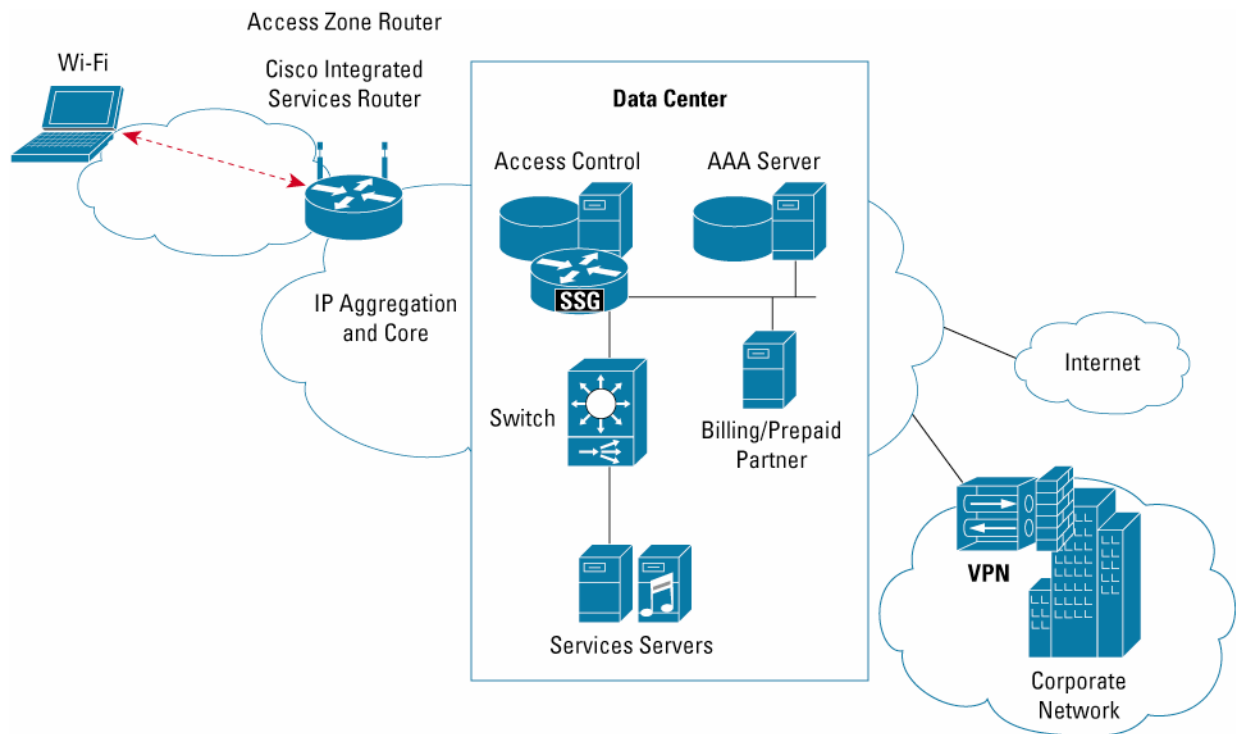 Access Zone Router
Wi-Fi
Cisco Integrated
Services Router
Data Center
Access Control
AAA Server
SSG
IP Aggregation
and Core
Internet
Switch
Billing/Prepaid
Partner
VPN
Services Servers
Corporate
Network